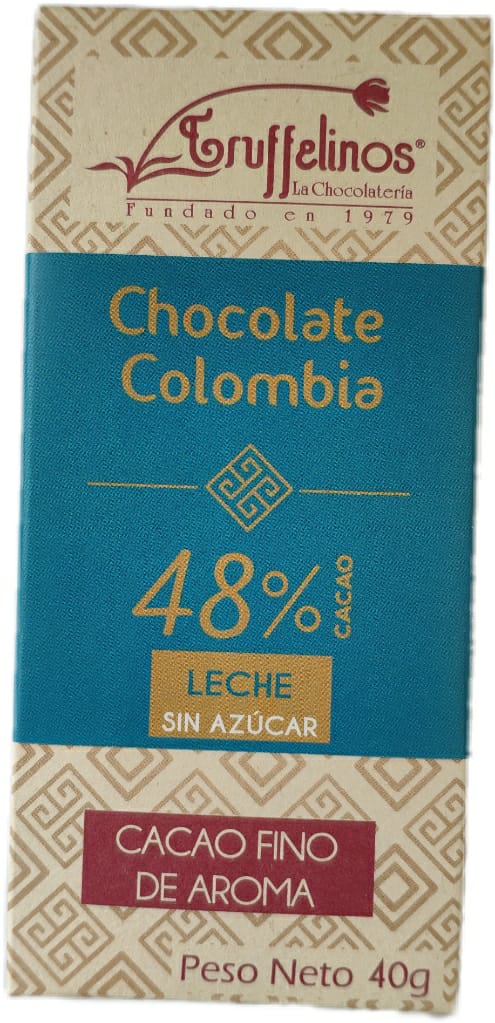 Truffelinos®
La Chocolatería
Fundado en 1979
Chocolate
Colombia
48% CACAO
LECHE
SIN AZÚCAR
CACAO FINO
DE AROMA
Peso Neto 40g